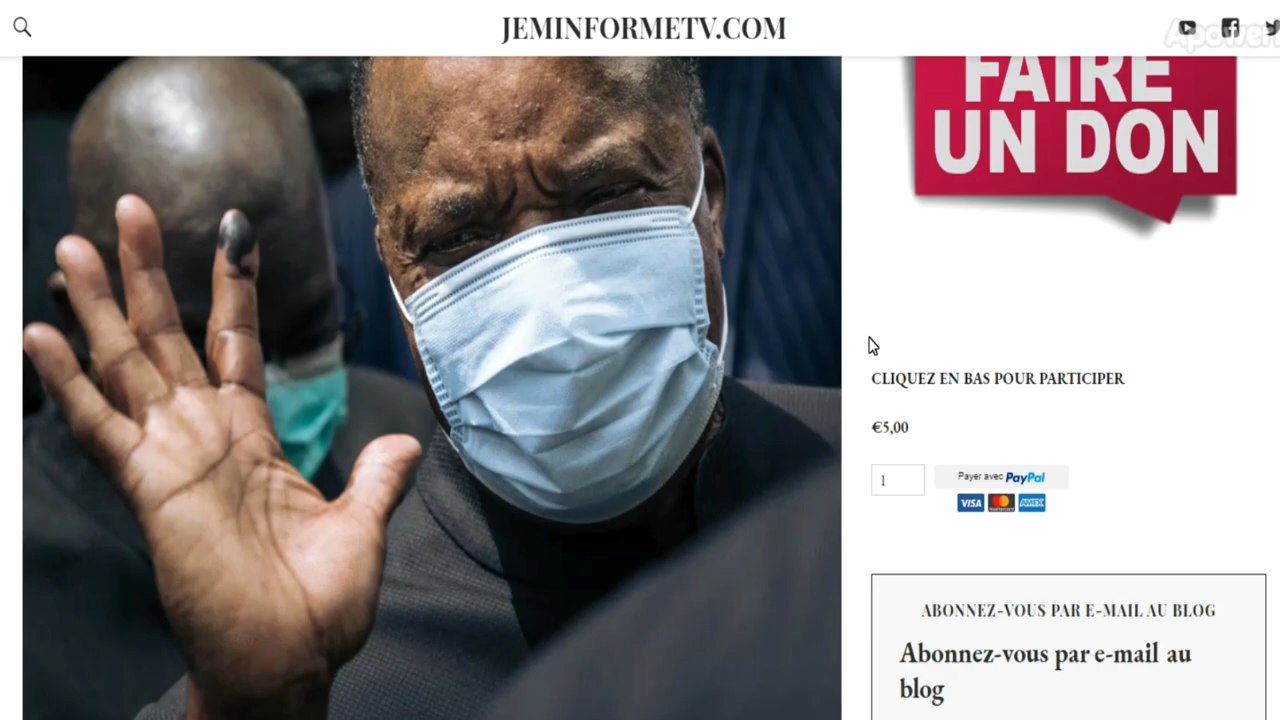 JEMINFORMETV.COM
FAIRE
UN DON
CLIQUEZ EN BAS POUR PARTICIPER
€5,00
1
Payer avec PayPal
VISA
AMEX
ABONNEZ-VOUS PAR E-MAIL AU BLOG
Abonnez-vous par e-mail au
blog